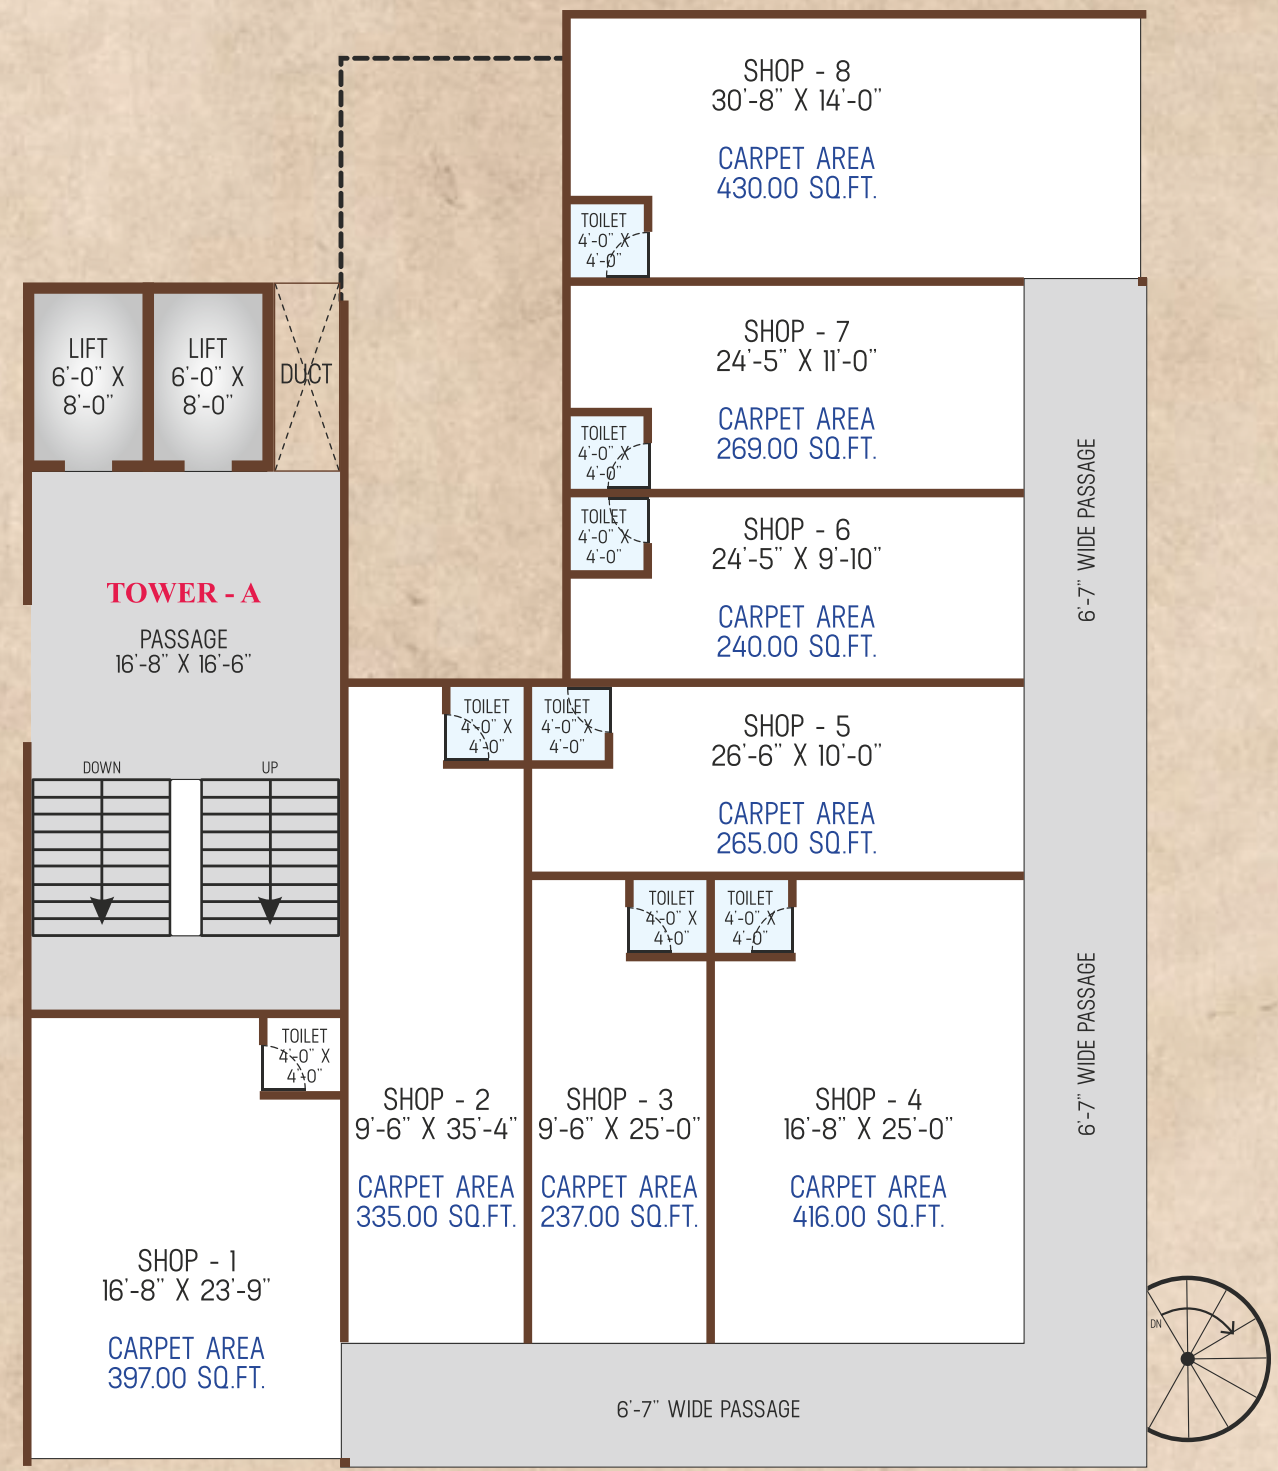 SHOP - 8
30'-8" X 14'-0"
CARPET AREA
430.00 SQ.FT.
TOILET
4'-0" X
4'-0"
SHOP - 7
24'-5" X 11'-0"
CARPET AREA
269.00 SQ.FT.
TOILET
4'-0" X
4'-0"
LIFT
6'-0" X
8'-0"
LIFT
6'-0" X
8'-0"
DUCT
TOILET
4'-0" X
4'-0"
SHOP - 6
24'-5" X 9'-10"
CARPET AREA
240.00 SQ.FT.
6'-7" WIDE PASSAGE
TOWER - A
PASSAGE
16'-8" X 16'-6"
DOWN
UP
TOILET
4'-0" X
4'-0"
TOILET
4'-0" X
4'-0"
SHOP - 5
26'-6" X 10'-0"
CARPET AREA
265.00 SQ.FT.
TOILET
4'-0" X
4'-0"
TOILET
4'-0" X
4'-0"
6'-7" WIDE PASSAGE
TOILET
4'-0" X
4'-0"
SHOP - 2
9'-6" X 35'-4"
CARPET AREA
335.00 SQ.FT.
SHOP - 3
9'-6" X 25'-0"
CARPET AREA
237.00 SQ.FT.
SHOP - 4
16'-8" X 25'-0"
CARPET AREA
416.00 SQ.FT.
SHOP - 1
16'-8" X 23'-9"
CARPET AREA
397.00 SQ.FT.
DN
6'-7" WIDE PASSAGE